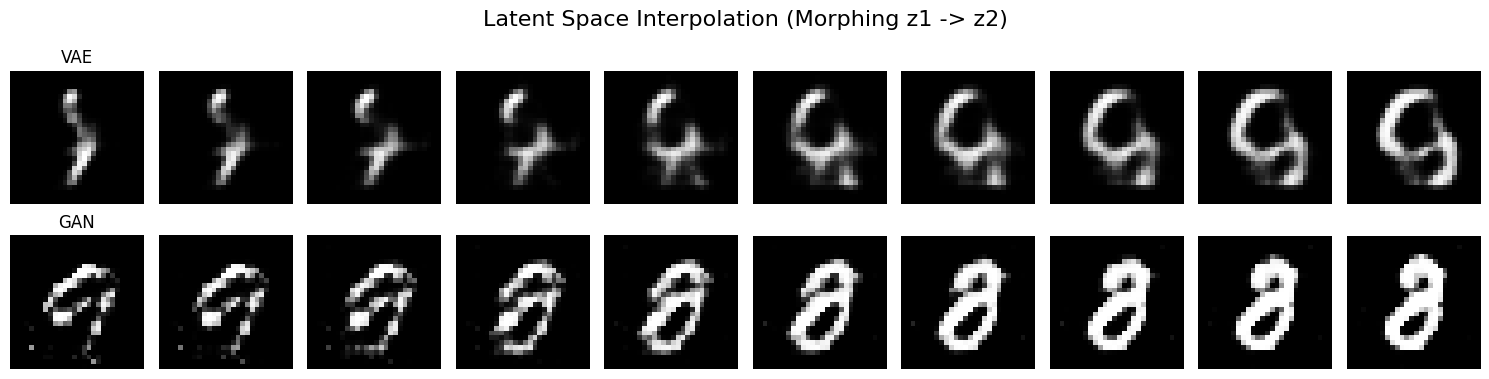 Latent Space Interpolation (Morphing z1 -> z2)
VAE
GAN